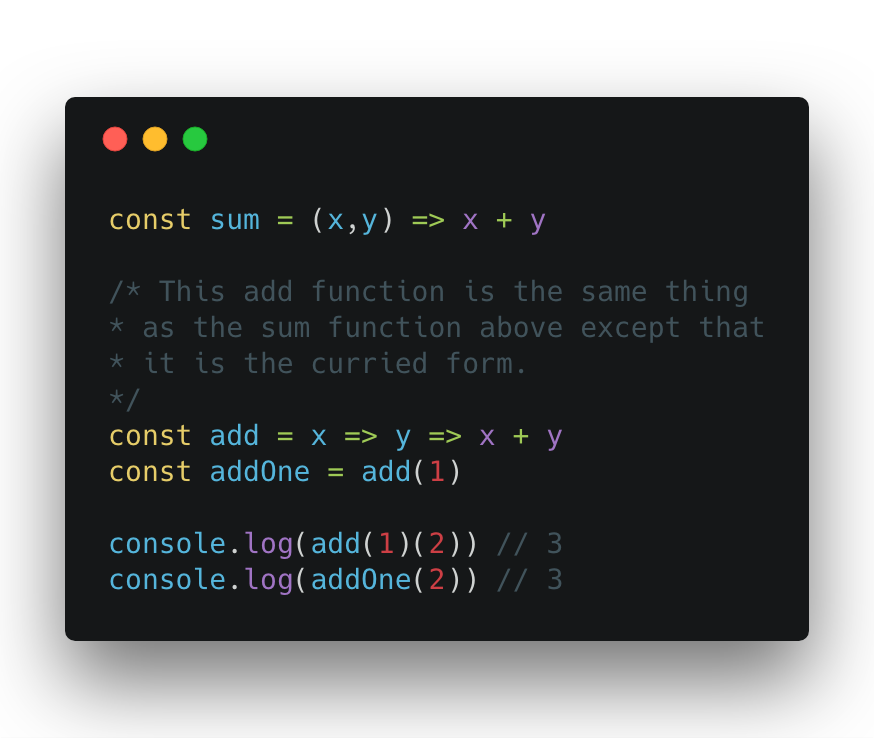 const sum = (x,y) => x + y
/* This add function is the same thing
* as the sum function above except that
* it is the curried form.
*/
const add = x => y => x + y
const addOne = add(1)
console.log(add(1)(2)) // 3
console.log(addOne(2)) // 3